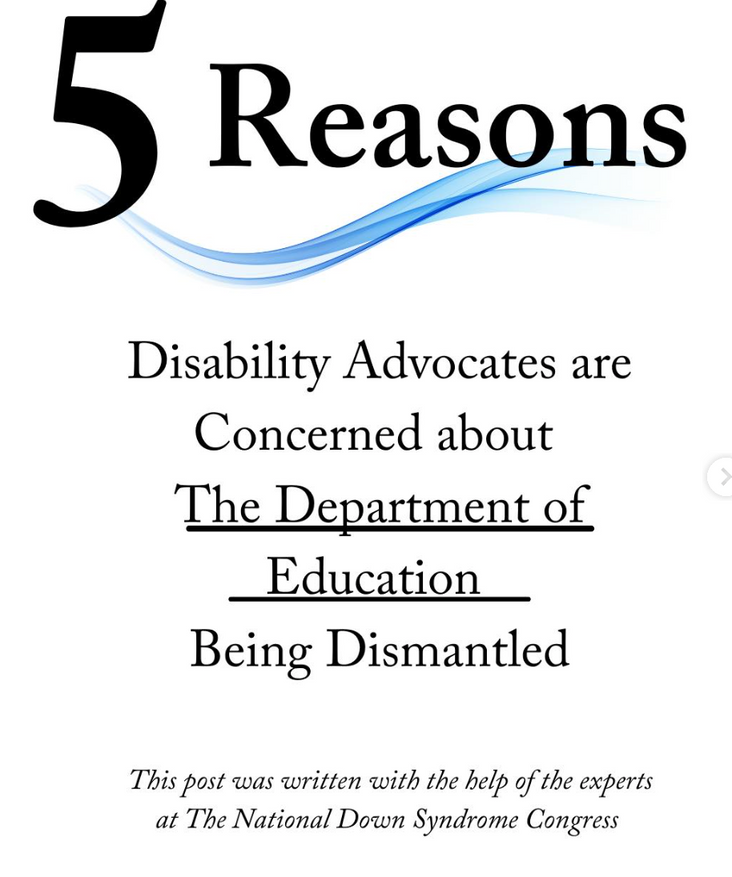 5 Reasons
Disability Advocates are
Concerned about
The Department of
Education
Being Dismantled
This post was written with the help of the experts
at The National Down Syndrome Congress